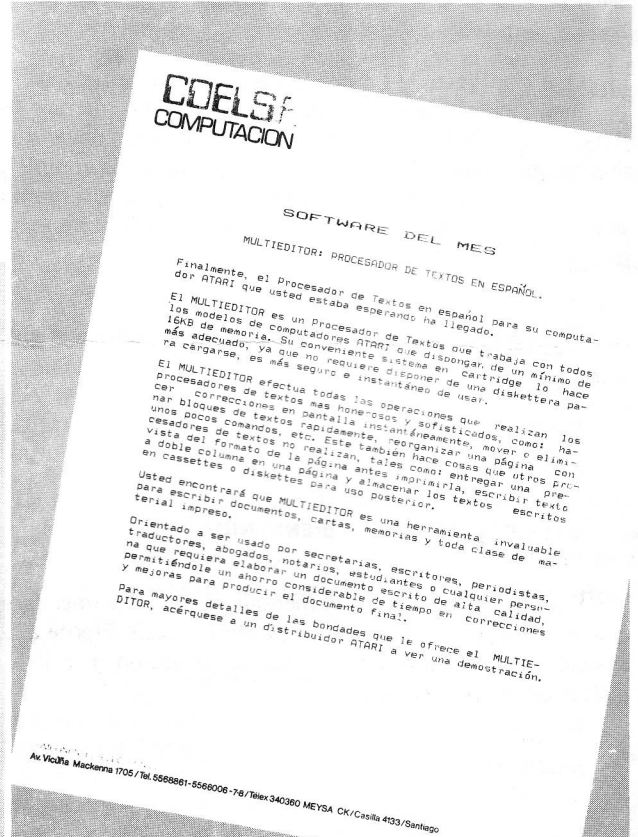 COELSA
COMPUTACION
SOFTWARE DEL MES
MULTIEDITOR: PROCESADOR DE TEXTOS EN ESPAÑOL.
Finalmente, el Procesador de Textos en español para su computa-
dor ATARI que usted estaba esperando ha llegado.
El MULTIEDITOR es un Procesador de Textos que trabaja con todos
los modelos de computadores ATARI que dispongan de un mínimo de
16KB de memoria. Su conveniente sistema en Cartridge lo hace
más adecuado, ya que no requiere disponer de una diskettera pa-
ra cargarse, es más seguro e instantáneo de usar.
El MULTIEDITOR efectua todas las operaciones que realizan los
procesadores de textos mas honerosos y sofisticados, como: ha-
cer correcciones en pantalla instantáneamente, mover o elimi-
nar bloques de textos rapidamente, reorganizar una página con
unos pocos comandos, etc. Este también hace cosas que otros pro-
cesadores de textos no realizan, tales como: entregar una pre-
vista del formato de la página antes imprimirla, escribir texto
a doble columna en una página y almacenar los textos escritos
en cassettes o diskettes para uso posterior.
Usted encontrará que MULTIEDITOR es una herramienta invaluable
para escribir documentos, cartas, memorias y toda clase de ma-
terial impreso.
Orientado a ser usado por secretarias, escritores, periodistas,
traductores, abogados, notarios, estudiantes o cualquier perso-
na que requiera elaborar un documento escrito de alta calidad,
permitiéndole un ahorro considerable de tiempo en correcciones
y mejoras para producir el documento final.
Para mayores detalles de las bondades que le ofrece el MULTIE-
DITOR, acérquese a un distribuidor ATARI a ver una demostración.
Av. Vicuña Mackenna 1705 / Tel. 5568861-5566006-7-8 / Télex 340360 MEYSA CK / Casilla 4133 / Santiago